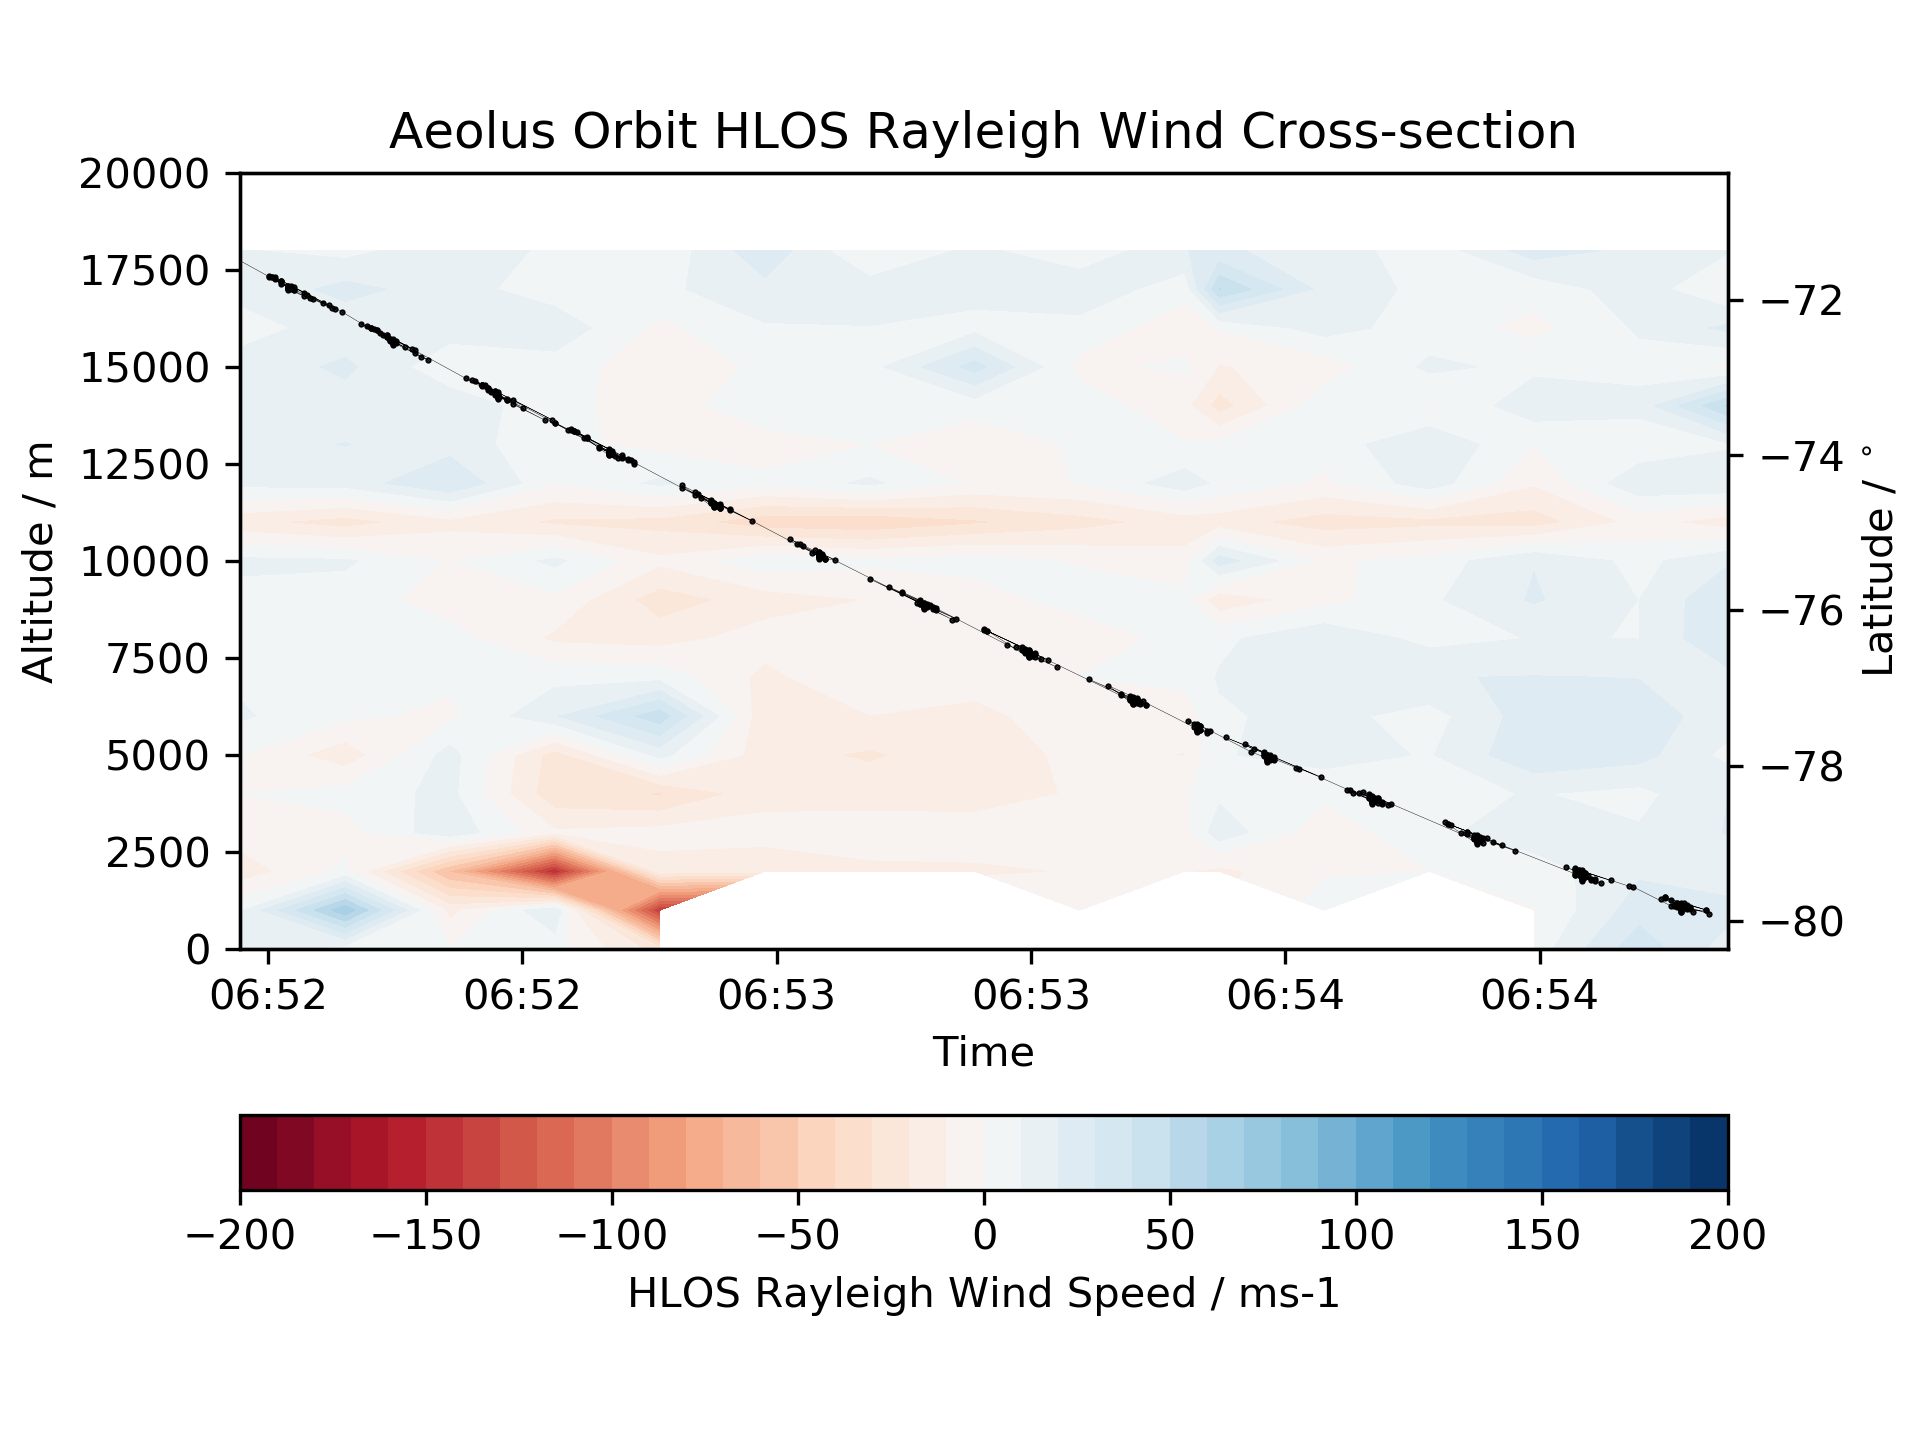 Aeolus Orbit HLOS Rayleigh Wind Cross-section
20000
17500
15000
12500
10000
7500
5000
2500
0
Altitude / m
−72
−74
−76
−78
−80
Latitude / °
06:52 06:52 06:53 06:53 06:54 06:54
Time
−200 −150 −100 −50 0 50 100 150 200
HLOS Rayleigh Wind Speed / ms-1